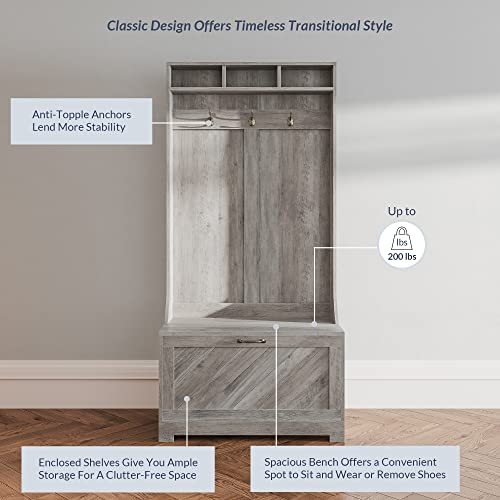 Classic Design Offers Timeless Transitional Style
Anti-Topple Anchors
Lend More Stability
Up to
lbs
200 lbs
Enclosed Shelves Give You Ample
Storage For A Clutter-Free Space
Spacious Bench Offers a Convenient
Spot to Sit and Wear or Remove Shoes